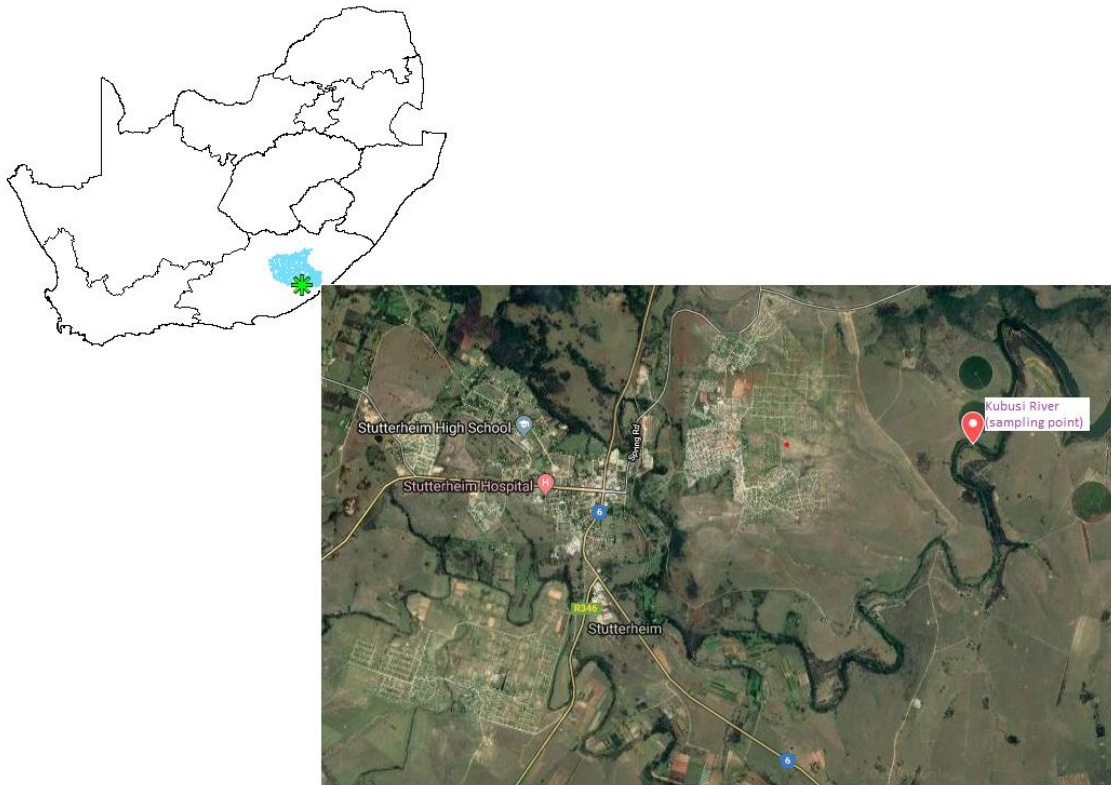 Kubusi River
(sampling point)
Stutterheim High School
Spring Rd
Stutterheim Hospital
H
6
R346
Stutterheim
6